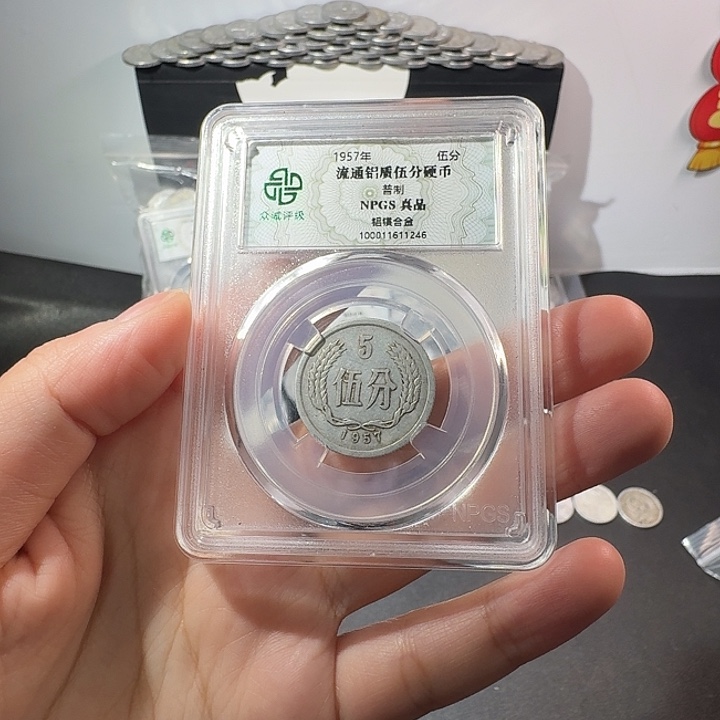 1957年 伍分
流通铝质伍分硬币
普制
NPGS 真品
铝镁合金
100011611246
众诚评级
5
伍分
1957
NPGS